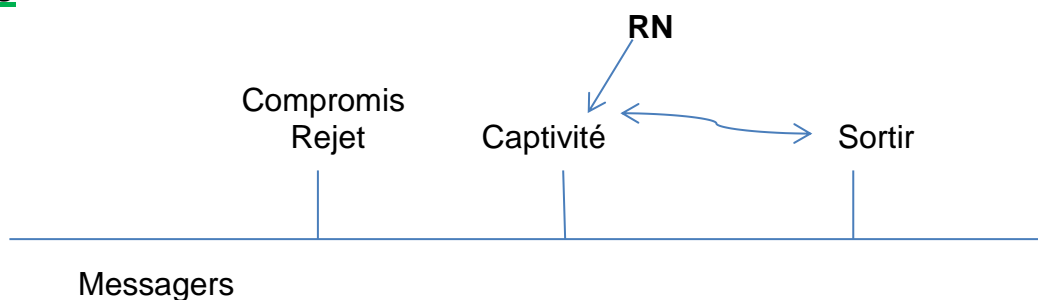 RN
Compromis
Rejet
Captivité
Sortir
Messagers